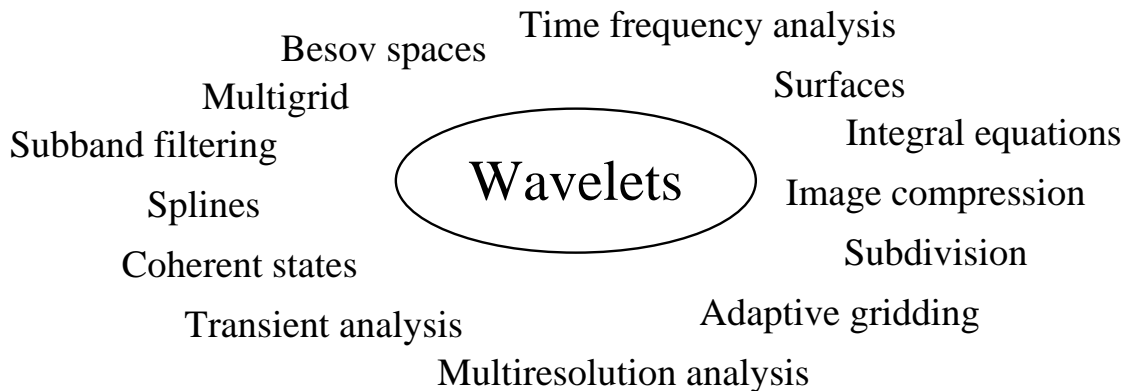 Time frequency analysis
Besov spaces
Surfaces
Multigrid
Integral equations
Subband filtering
Wavelets
Image compression
Splines
Subdivision
Coherent states
Adaptive gridding
Transient analysis
Multiresolution analysis